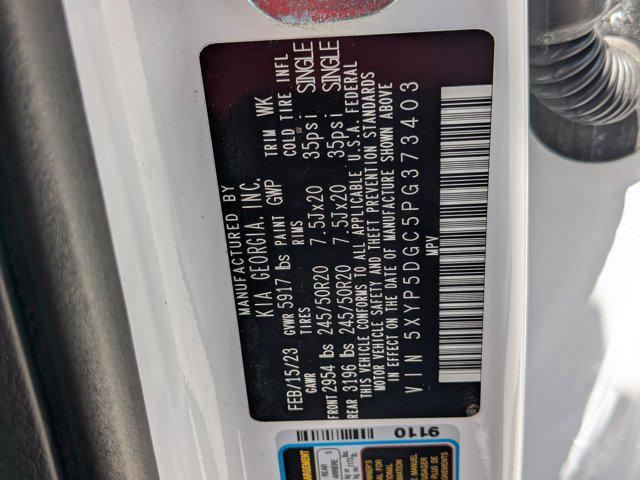 MANUFACTURED BY
KIA GEORGIA, INC.
FEB/15/23 GVWR 5917 lbs PAINT GWP TRIM WK
GAWR TIRES RIMS COLD TIRE INFL
FRONT 2954 lbs 245/50R20 7.5Jx20 35psi SINGLE
REAR 3196 lbs 245/50R20 7.5Jx20 35psi SINGLE
THIS VEHICLE CONFORMS TO ALL APPLICABLE U.S.A. FEDERAL
MOTOR VEHICLE SAFETY AND THEFT PREVENTION STANDARDS
IN EFFECT ON THE DATE OF MANUFACTURE SHOWN ABOVE
VIN 5XYP5DGC5PG373403
MPV
9110
REAR 5
ARRIÈRE